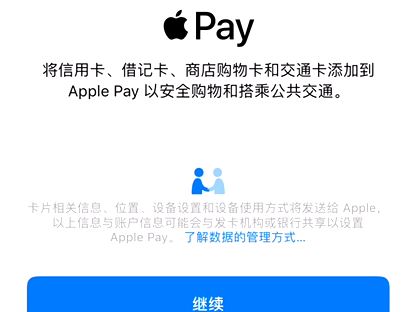 Pay
将信用卡、借记卡、商店购物卡和交通卡添加到
Apple Pay 以安全购物和搭乘公共交通。
卡片相关信息、位置、设备设置和设备使用方式将发送给 Apple,
以上信息与账户信息可能会与发卡机构或银行共享以设置
Apple Pay。 了解数据的管理方式...
继续